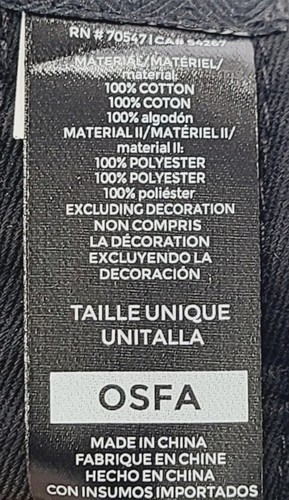 RN # 70547 | CA# 54267
MATERIAL/MATÉRIEL/
material:
100% COTTON
100% COTON
100% algodón
MATERIAL II/MATÉRIEL II/
material II:
100% POLYESTER
100% POLYESTER
100% poliéster
EXCLUDING DECORATION
NON COMPRIS
LA DÉCORATION
EXCLUYENDO LA
DECORACIÓN
TAILLE UNIQUE
UNITALLA
OSFA
MADE IN CHINA
FABRIQUE EN CHINE
HECHO EN CHINA
CON INSUMOS IMPORTADOS